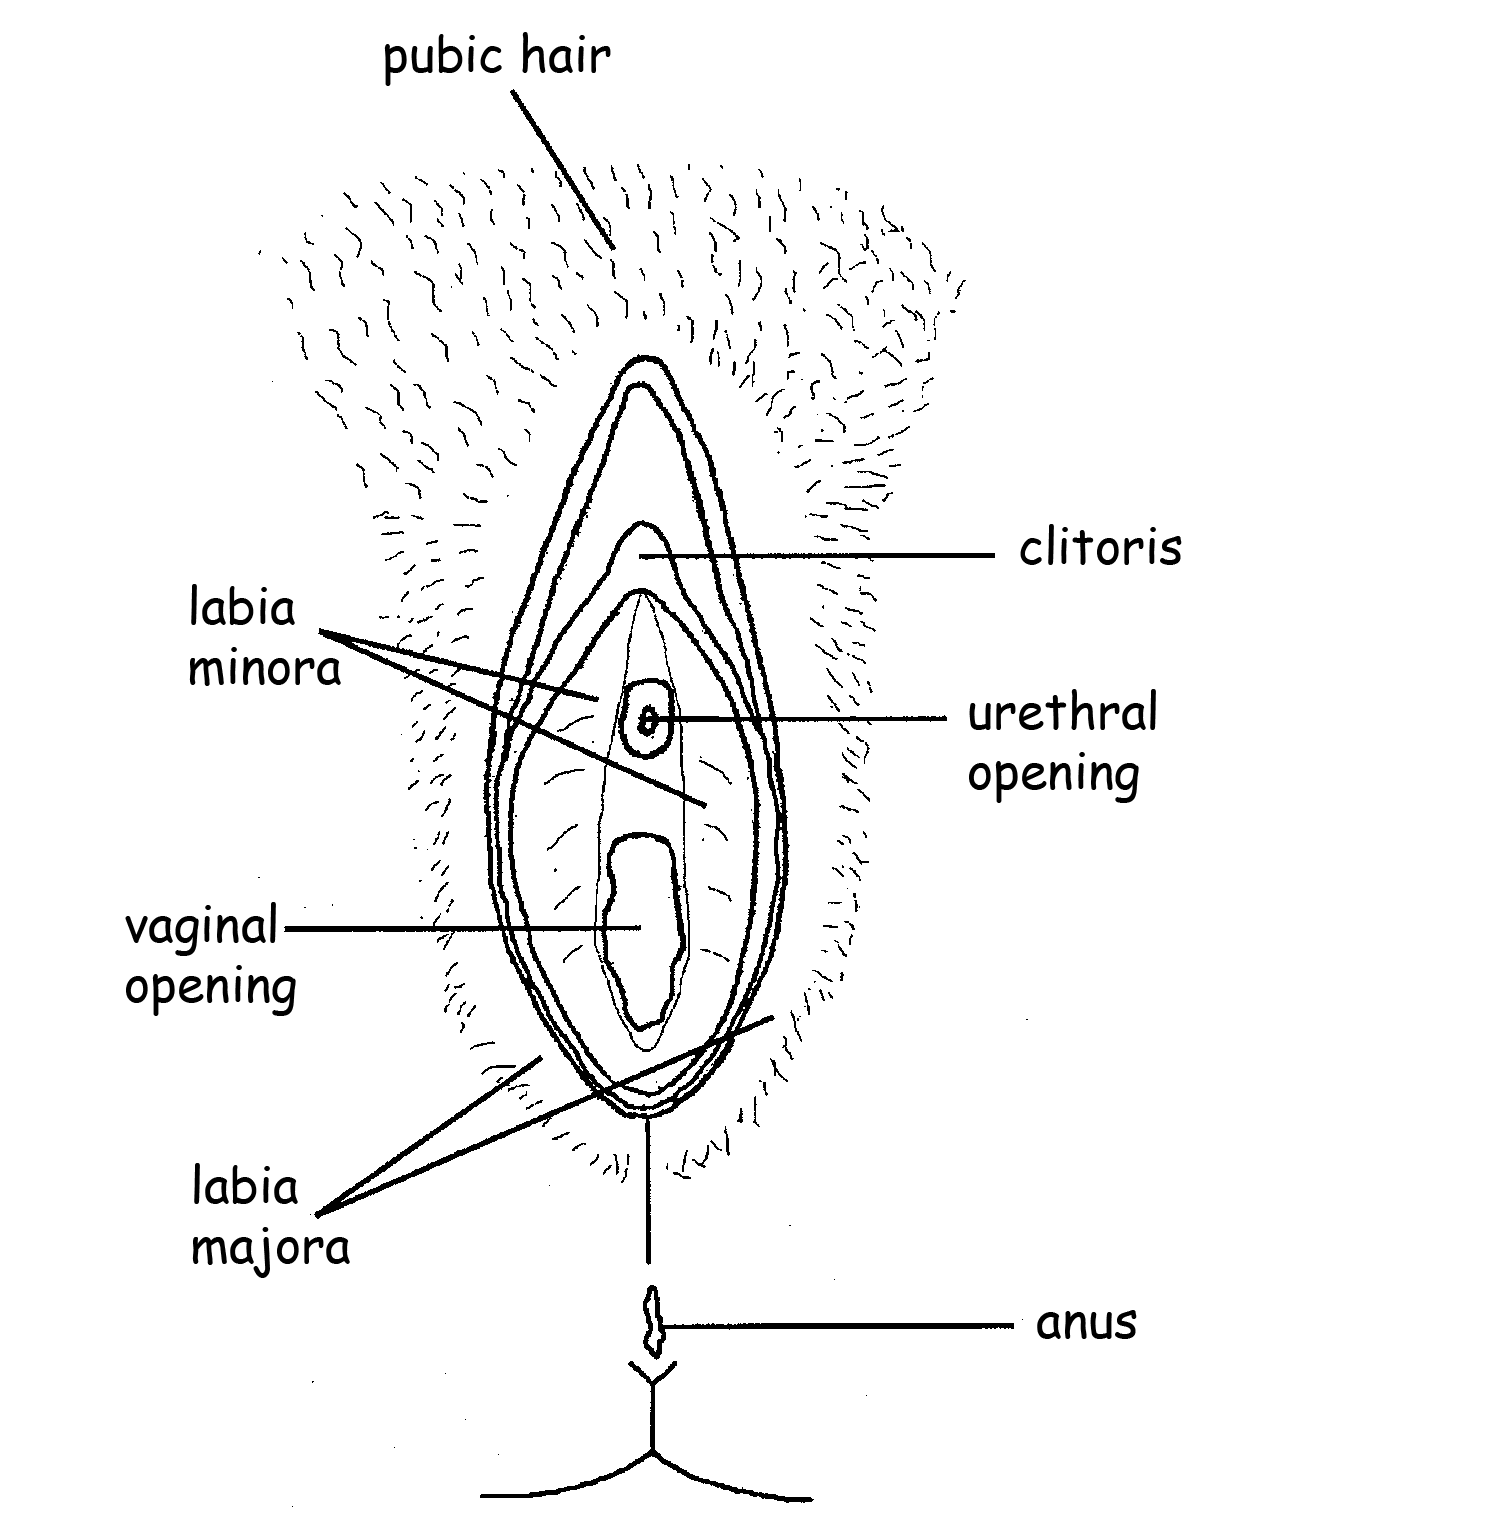 pubic hair
clitoris
labia
minora
urethral
opening
vaginal
opening
labia
majora
anus